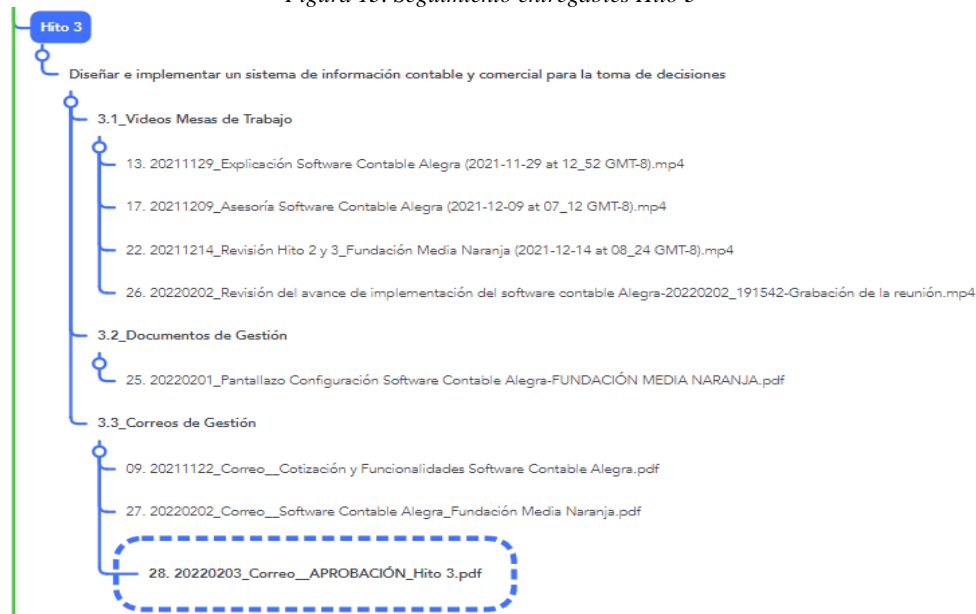 Hito 3
Diseñar e implementar un sistema de información contable y comercial para la toma de decisiones
3.1_Videos Mesas de Trabajo
13. 20211129_Explicación Software Contable Alegra (2021-11-29 at 12_52 GMT-8).mp4
17. 20211209_Asesoría Software Contable Alegra (2021-12-09 at 07_12 GMT-8).mp4
22. 20211214_Revisión Hito 2 y 3_Fundación Media Naranja (2021-12-14 at 08_24 GMT-8).mp4
26. 20220202_Revisión del avance de implementación del software contable Alegra-20220202_191542-Grabación de la reunión.mp4
3.2_Documentos de Gestión
25. 20220201_Pantallazo Configuración Software Contable Alegra-FUNDACIÓN MEDIA NARANJA.pdf
3.3_Correos de Gestión
09. 20211122_Correo__Cotización y Funcionalidades Software Contable Alegra.pdf
27. 20220202_Correo__Software Contable Alegra_Fundación Media Naranja.pdf
28. 20220203_Correo__APROBACIÓN_Hito 3.pdf